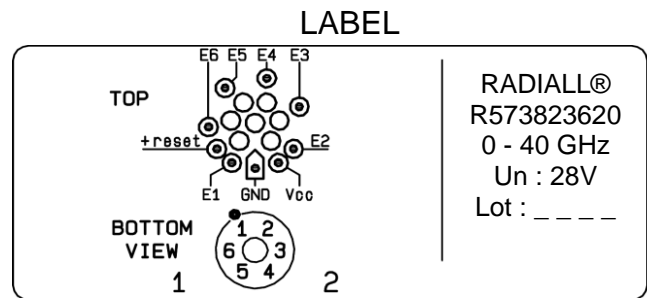 LABEL
E6 E5 E4 E3
TOP
+reset
E2
E1 GND Vcc
BOTTOM
VIEW
1 2
6 3
5 4
1 2
RADIALL®
R573823620
0 - 40 GHz
Un : 28V
Lot : _ _ _ _